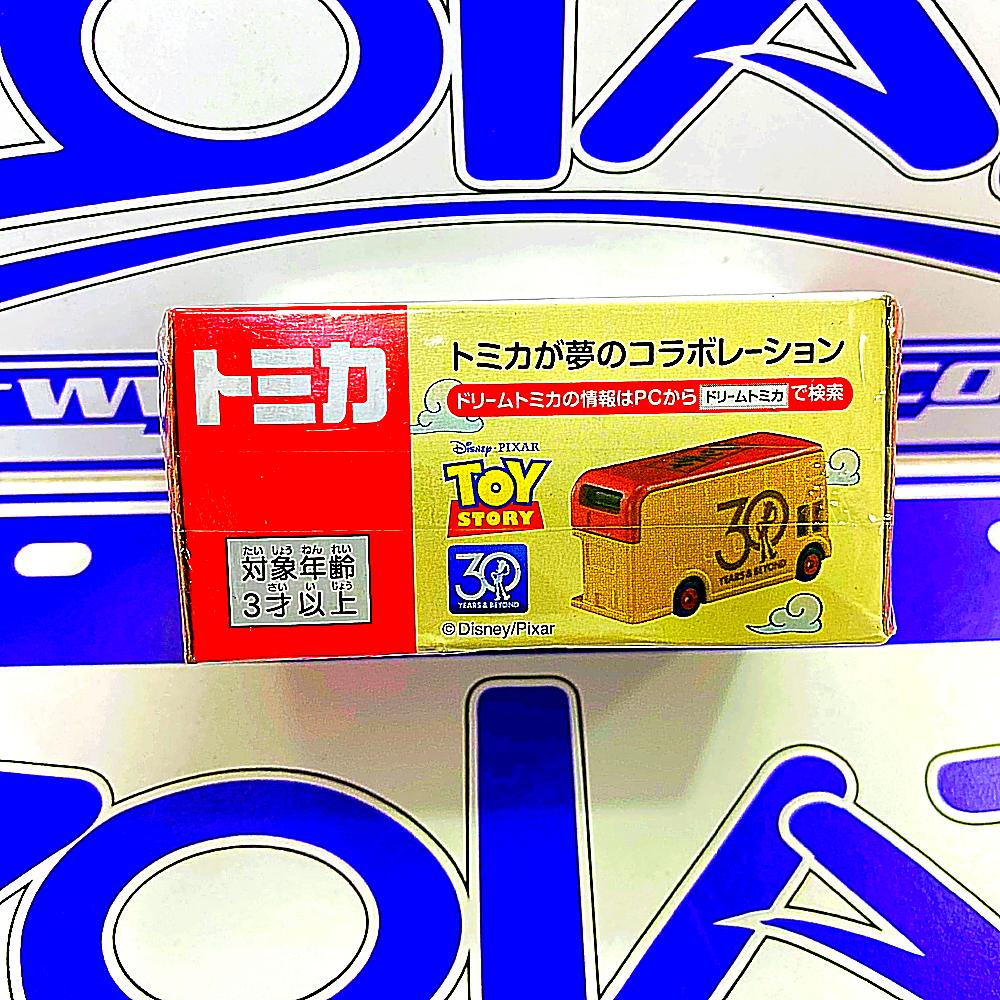 トミカ
たいしょうねんれい
対象年齢
さいいじょう
3才以上
トミカが夢のコラボレーション
ドリームトミカの情報はPCから ドリームトミカ で検索
Disney・PIXAR
TOY
STORY
30
YEARS & BEYOND
©Disney/Pixar
30
YEARS & BEYOND